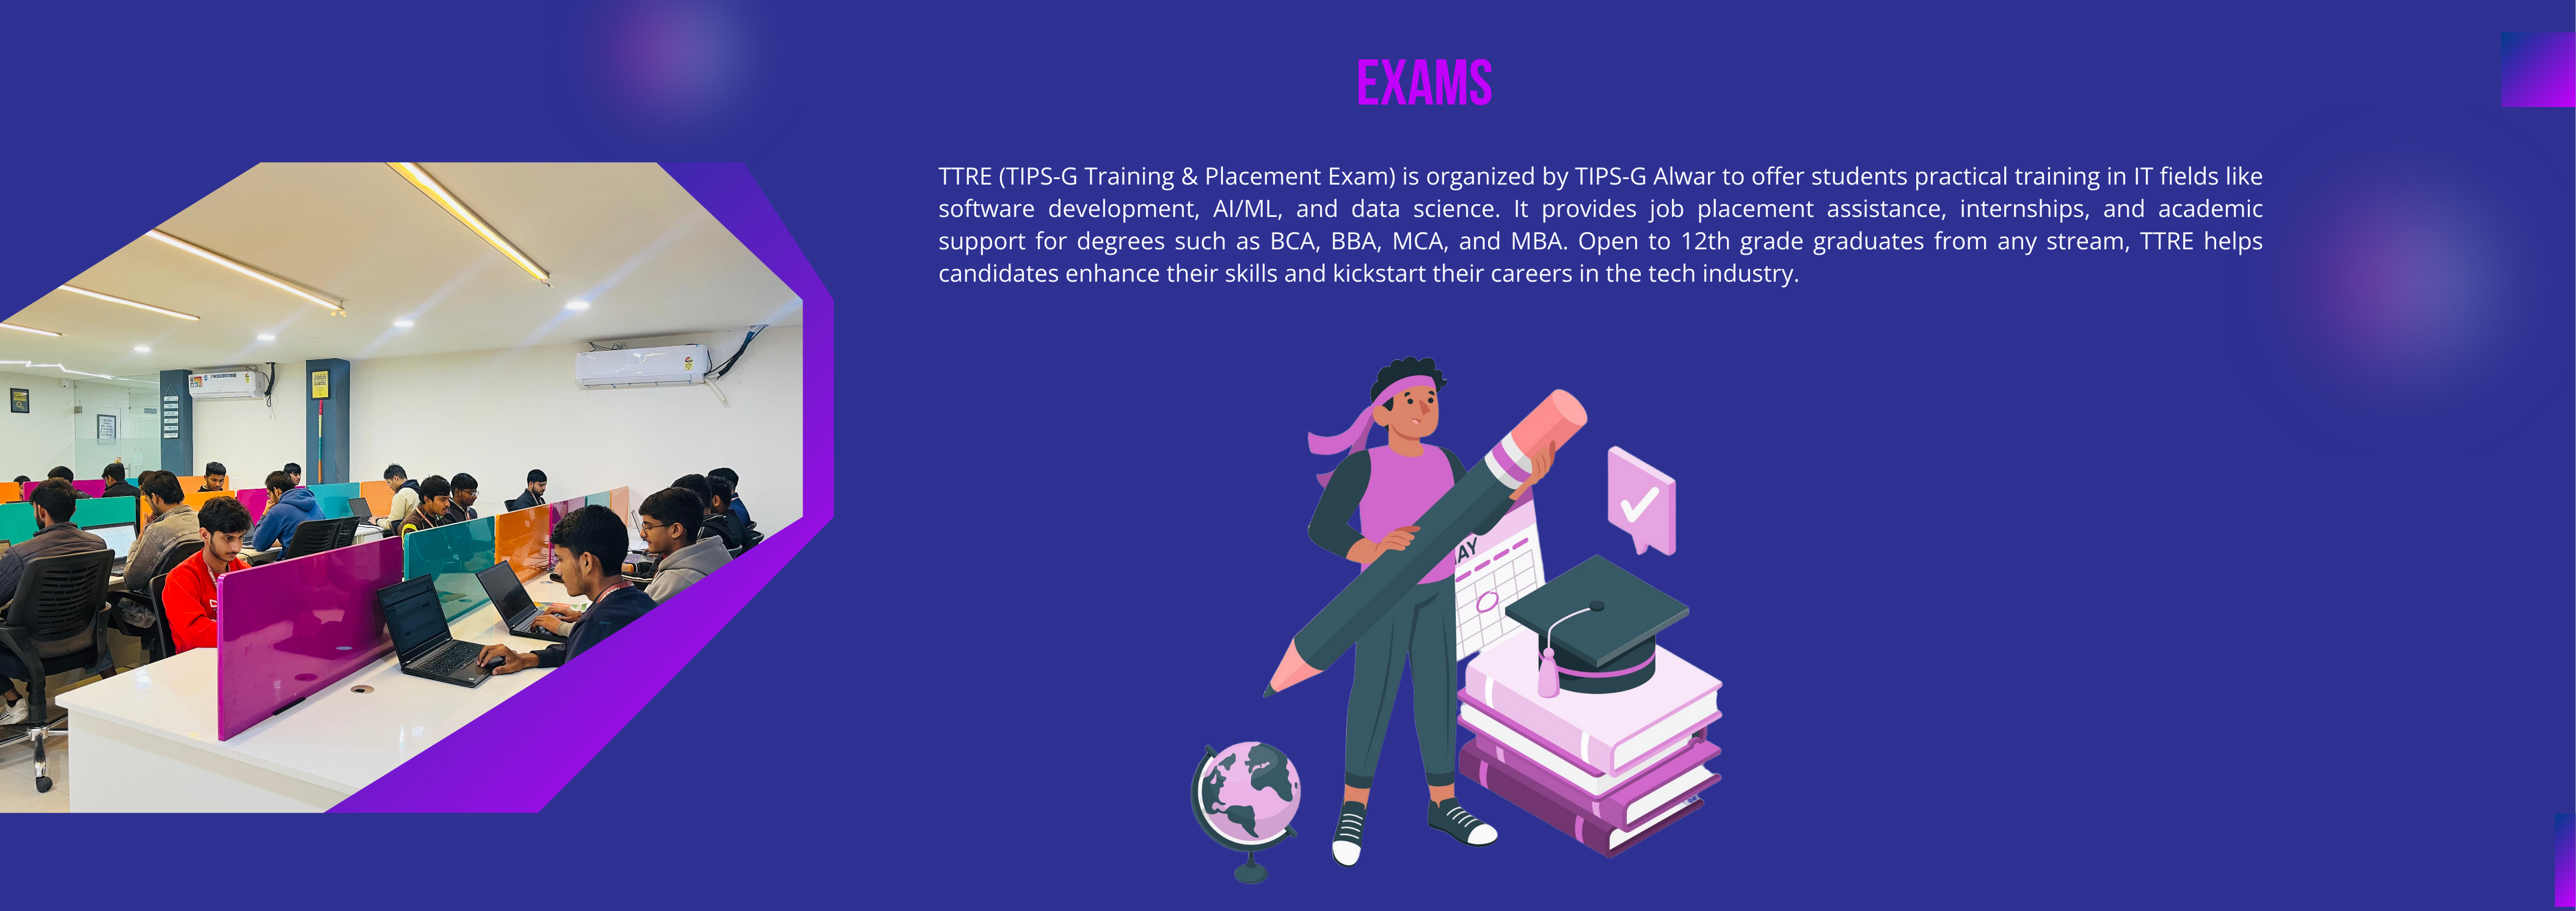 EXAMS
TTRE (TIPS-G Training & Placement Exam) is organized by TIPS-G Alwar to offer students practical training in IT fields like
software development, AI/ML, and data science. It provides job placement assistance, internships, and academic
support for degrees such as BCA, BBA, MCA, and MBA. Open to 12th grade graduates from any stream, TTRE helps
candidates enhance their skills and kickstart their careers in the tech industry.
AY